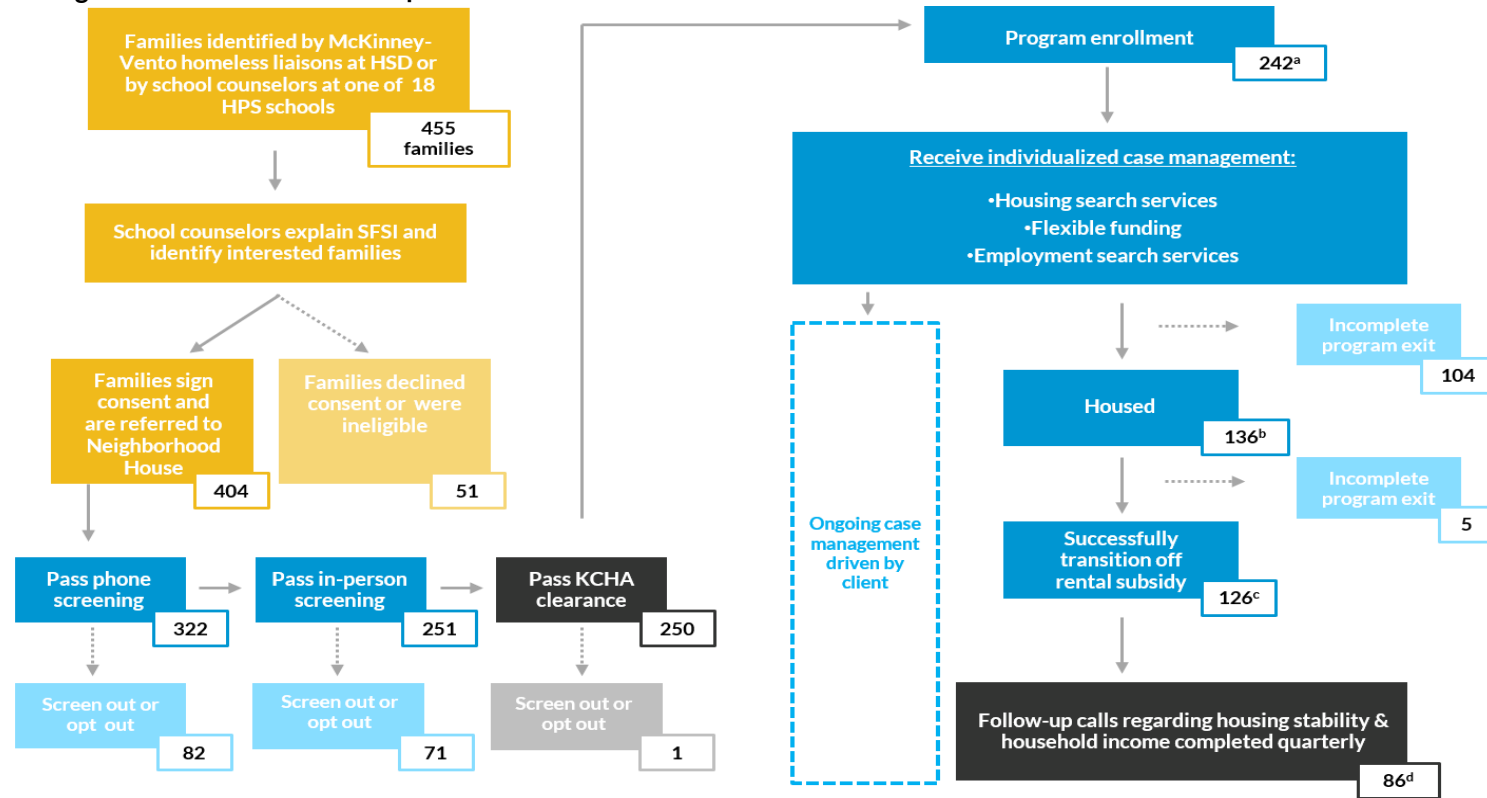 Families identified by McKinney-
Vento homeless liaisons at HSD or
by school counselors at one of 18
HPS schools
455
families
School counselors explain SFSI and
identify interested families
Families sign
consent and
are referred to
Neighborhood
House
404
Families declined
consent or were
ineligible
51
Pass phone
screening
322
Pass in-person
screening
251
Pass KCHA
clearance
250
Screen out or
opt out
82
Screen out or
opt out
71
Screen out or
opt out
1
Program enrollment
242ᵃ
Receive individualized case management:
•Housing search services
•Flexible funding
•Employment search services
Ongoing case
management
driven by
client
Incomplete
program exit
104
Housed
136ᵇ
Incomplete
program exit
5
Successfully
transition off
rental subsidy
126ᶜ
Follow-up calls regarding housing stability &
household income completed quarterly
86ᵈ